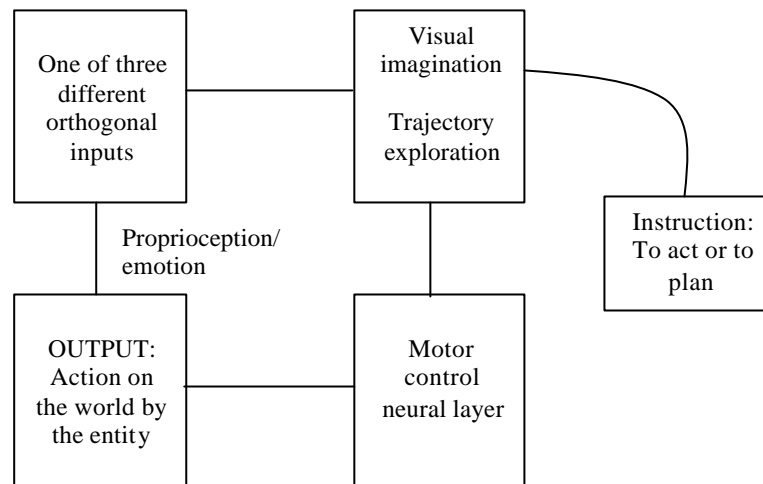 One of three
different
orthogonal
inputs
Visual
imagination
Trajectory
exploration
Instruction:
To act or to
plan
Proprioception/
emotion
OUTPUT:
Action on
the world by
the entity
Motor
control
neural layer